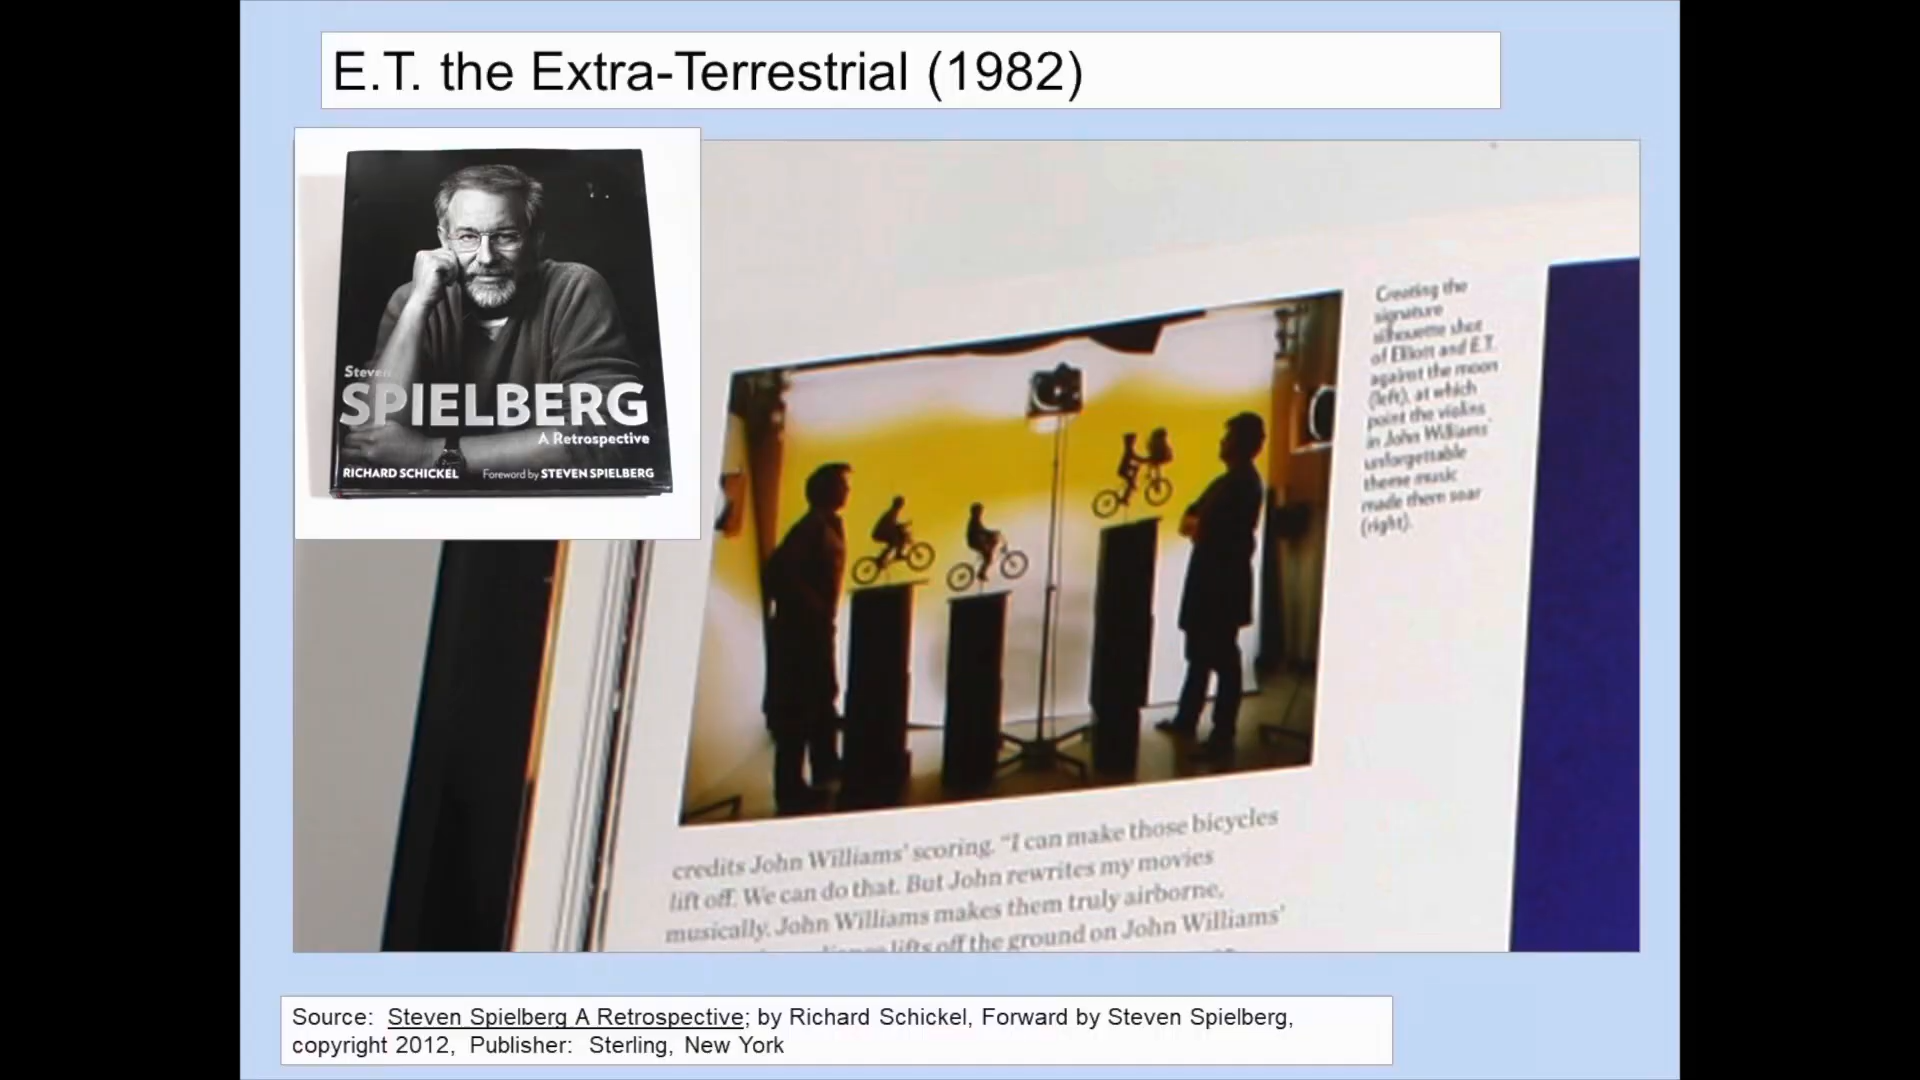 E.T. the Extra-Terrestrial (1982)
Steven
SPIELBERG
A Retrospective
RICHARD SCHICKEL Foreword by STEVEN SPIELBERG
Creating the
signature
silhouette shot
of Elliott and E.T.
against the moon
(left), at which
point the violins
in John Williams'
unforgettable
theme music
made them soar
(right).
credits John Williams' scoring. "I can make those bicycles
lift off. We can do that. But John rewrites my movies
musically. John Williams makes them truly airborne,
lifts off the ground on John Williams'
Source: Steven Spielberg A Retrospective; by Richard Schickel, Forward by Steven Spielberg,
copyright 2012, Publisher: Sterling, New York